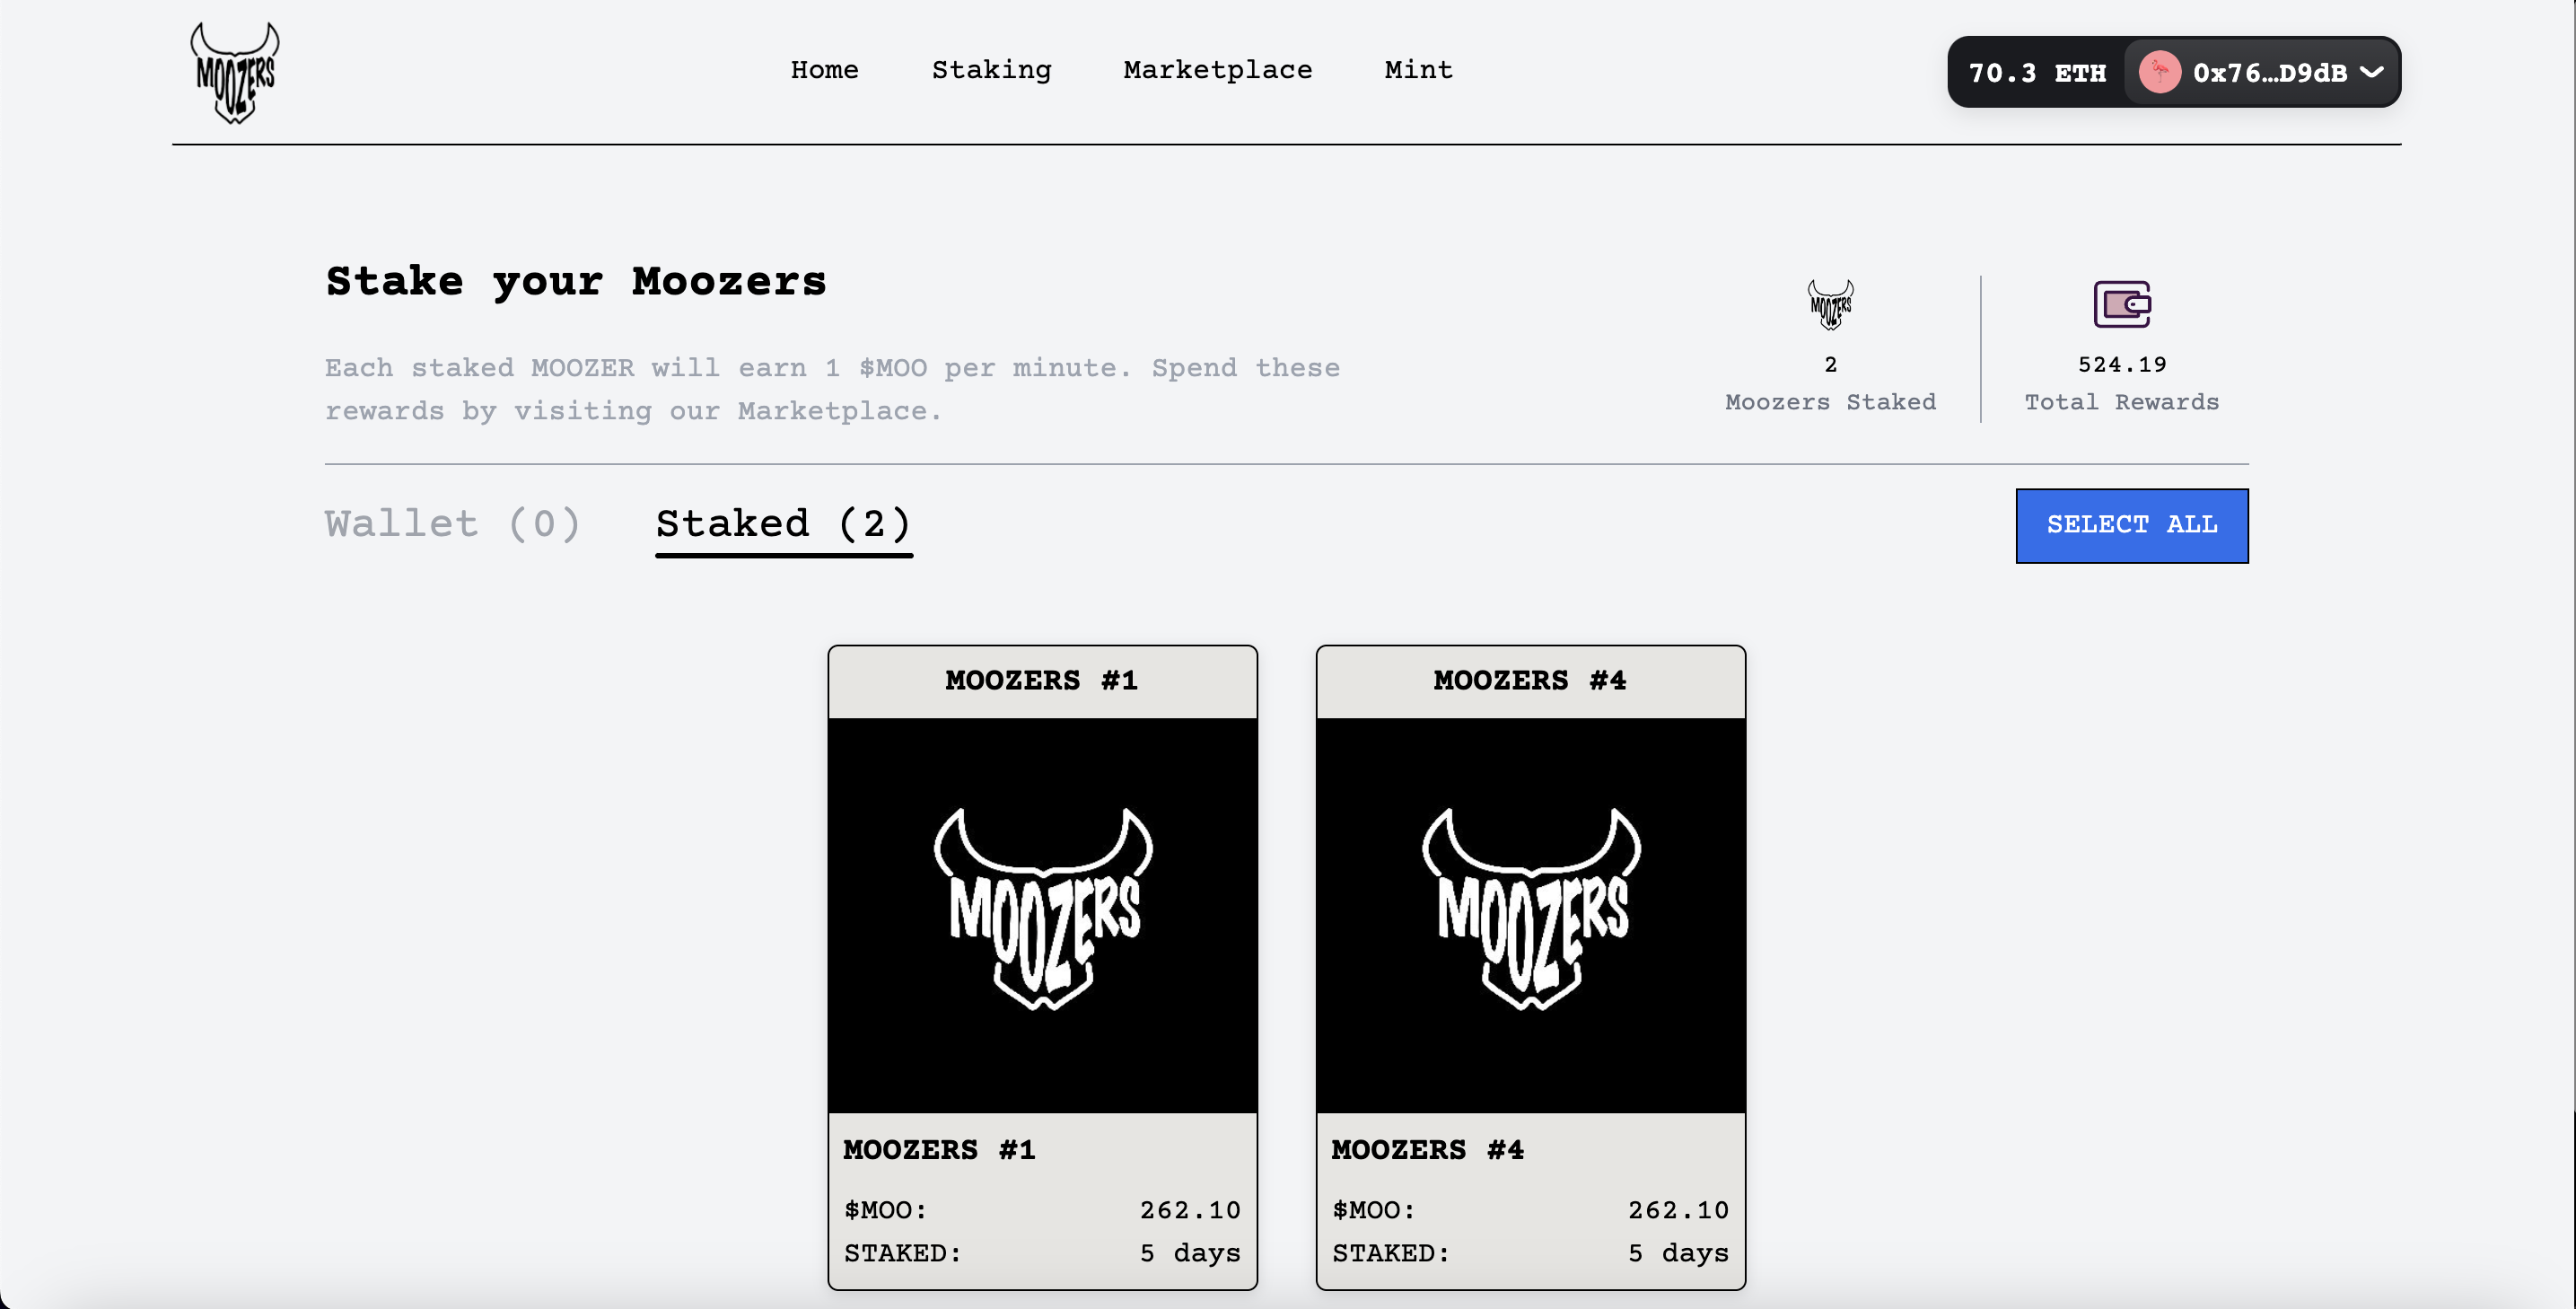 MOOZERS
Home Staking Marketplace Mint
70.3 ETH 0x76…D9dB
Stake your Moozers
Each staked MOOZER will earn 1 $MOO per minute. Spend these
rewards by visiting our Marketplace.
MOOZERS
2
Moozers Staked
524.19
Total Rewards
Wallet (0) Staked (2)
SELECT ALL
MOOZERS #1
MOOZERS
MOOZERS #1
$MOO: 262.10
STAKED: 5 days
MOOZERS #4
MOOZERS
MOOZERS #4
$MOO: 262.10
STAKED: 5 days